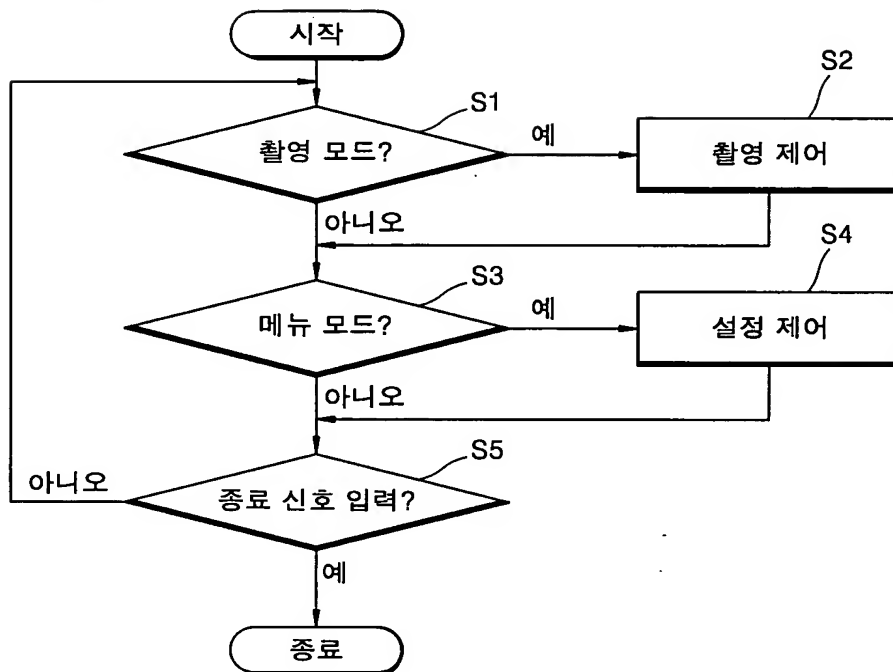 시작
S1
S2
촬영 모드?
예
촬영 제어
아니오
S3
S4
메뉴 모드?
예
설정 제어
아니오
S5
아니오
종료 신호 입력?
예
종료